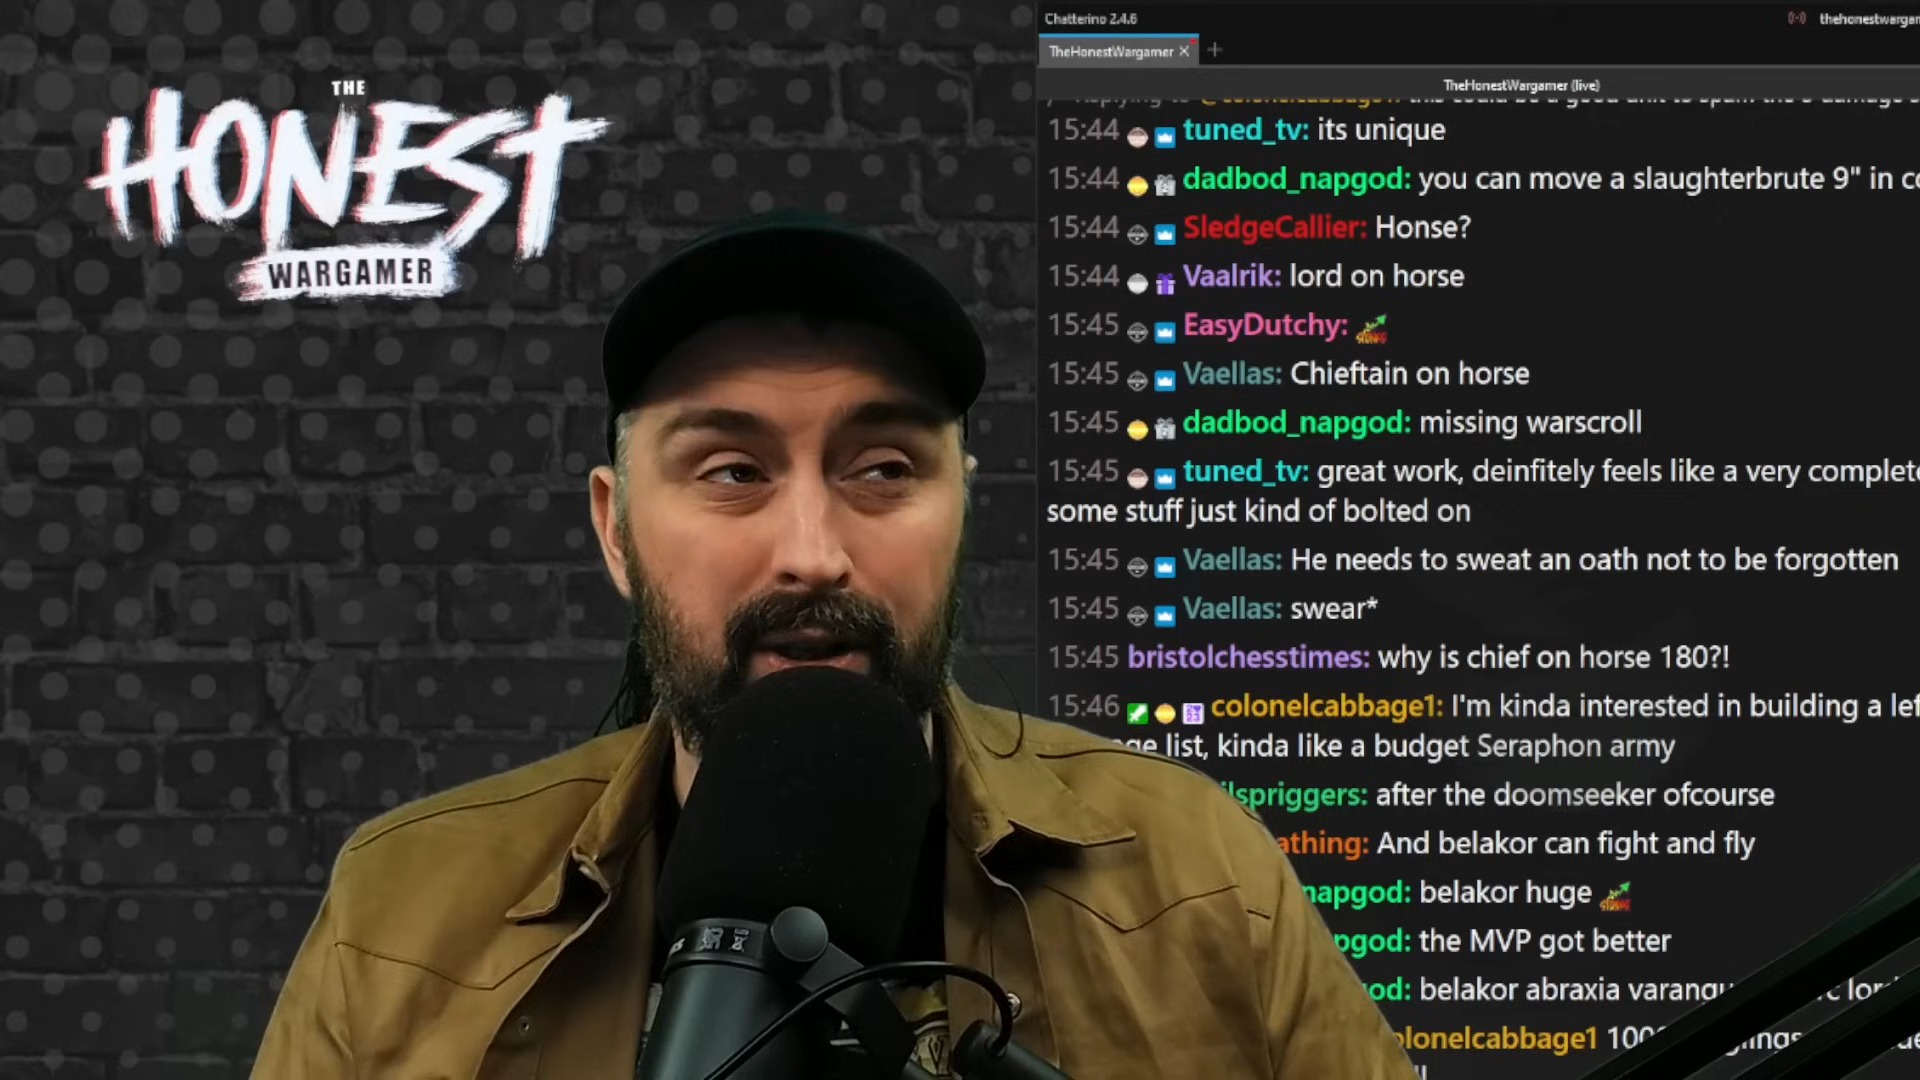 THE
HONEST
WARGAMER
Chatterino 2.4.6
TheHonestWargamer
TheHonestWargamer (live)
15:44 tuned_tv: its unique
15:44 dadbod_napgod: you can move a slaughterbrute 9" in
15:44 SledgeCallier: Honse?
15:44 Vaalrik: lord on horse
15:45 EasyDutchy:
15:45 Vaellas: Chieftain on horse
15:45 dadbod_napgod: missing warscroll
15:45 tuned_tv: great work, deinfitely feels like a very
some stuff just kind of bolted on
15:45 Vaellas: He needs to sweat an oath not to be forgotten
15:45 Vaellas: swear*
15:45 bristolchesstimes: why is chief on horse 180?!
15:46 colonelcabbage1: I'm kinda interested in building a
list, kinda like a budget Seraphon army
after the doomseeker ofcourse
And belakor can fight and fly
napgod: belakor huge
the MVP got better
belakor abraxia